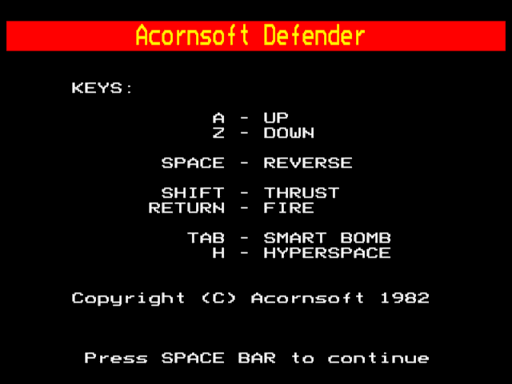 Acornsoft Defender
KEYS:
A - UP
Z - DOWN
SPACE - REVERSE
SHIFT - THRUST
RETURN - FIRE
TAB - SMART BOMB
H - HYPERSPACE
Copyright (C) Acornsoft 1982
Press SPACE BAR to continue